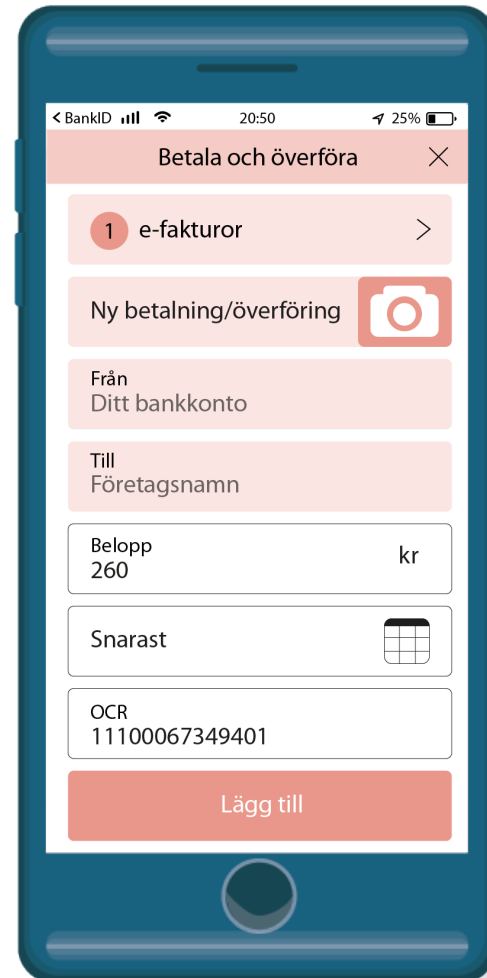 BankID 20:50 25%
Betala och överföra
1 e-fakturor
Ny betalning/överföring
Från
Ditt bankkonto
Till
Företagsnamn
Belopp
260 kr
Snarast
OCR
11100067349401
Lägg till